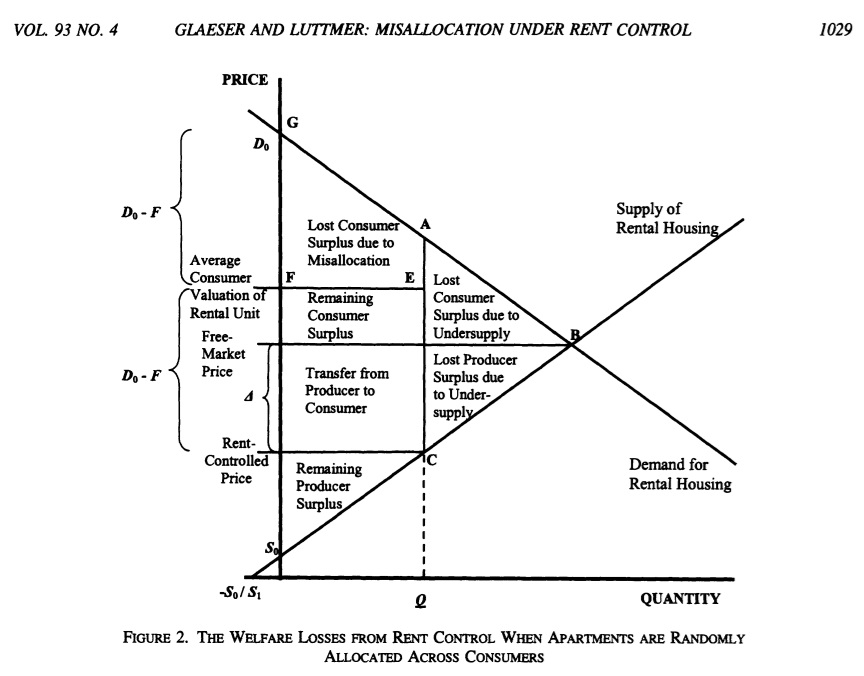 VOL. 93 NO. 4 GLAESER AND LUTTMER: MISALLOCATION UNDER RENT CONTROL 1029
PRICE
G
D₀
D₀ - F
Lost Consumer
Surplus due to
Misallocation
A
Supply of
Rental Housing
Average
Consumer
Valuation of
Rental Unit
F
E
Remaining
Consumer
Surplus
Lost
Consumer
Surplus due to
Undersupply
B
Free-
Market
Price
D₀ - F
Δ
Transfer from
Producer to
Consumer
Lost Producer
Surplus due
to Under-
supply
Rent-
Controlled
Price
C
Remaining
Producer
Surplus
Demand for
Rental Housing
S₀
-S₀/ S₁
Q
QUANTITY
FIGURE 2. THE WELFARE LOSSES FROM RENT CONTROL WHEN APARTMENTS ARE RANDOMLY
ALLOCATED ACROSS CONSUMERS